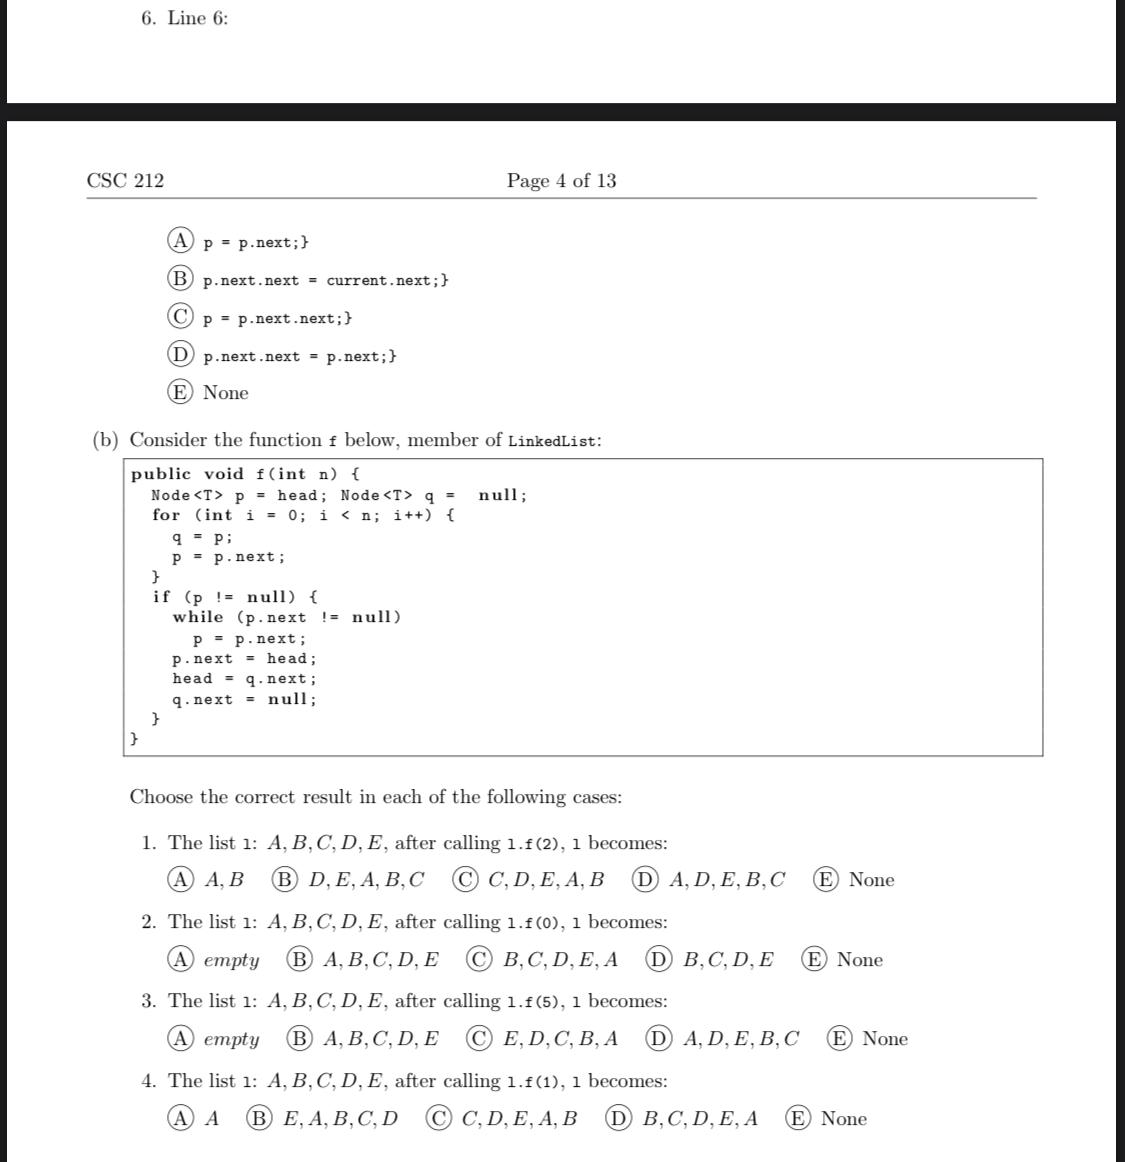 6. Line 6:
CSC 212 Page 4 of 13
A p = p.next;}
B p.next.next = current.next;}
C p = p.next.next;}
D p.next.next = p.next;}
E None
(b) Consider the function f below, member of LinkedList:
public void f(int n) {
Node<T> p = head; Node<T> q = null;
for (int i = 0; i < n; i++) {
q = p;
p = p.next;
}
if (p != null) {
while (p.next != null)
p = p.next;
p.next = head;
head = q.next;
q.next = null;
}
}
Choose the correct result in each of the following cases:
1. The list l: A, B, C, D, E, after calling l.f(2), l becomes:
A A, B B D, E, A, B, C C C, D, E, A, B D A, D, E, B, C E None
2. The list l: A, B, C, D, E, after calling l.f(0), l becomes:
A empty B A, B, C, D, E C B, C, D, E, A D B, C, D, E E None
3. The list l: A, B, C, D, E, after calling l.f(5), l becomes:
A empty B A, B, C, D, E C E, D, C, B, A D A, D, E, B, C E None
4. The list l: A, B, C, D, E, after calling l.f(1), l becomes:
A A B E, A, B, C, D C C, D, E, A, B D B, C, D, E, A E None